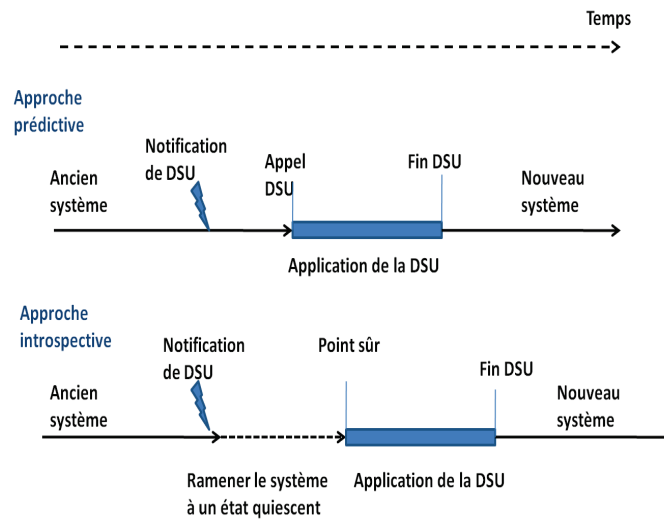 Temps
Approche
prédictive
Notification
de DSU
Appel
DSU
Fin DSU
Ancien
système
Nouveau
système
Application de la DSU
Approche
introspective
Notification
de DSU
Point sûr
Fin DSU
Ancien
système
Nouveau
système
Ramener le système
à un état quiescent
Application de la DSU